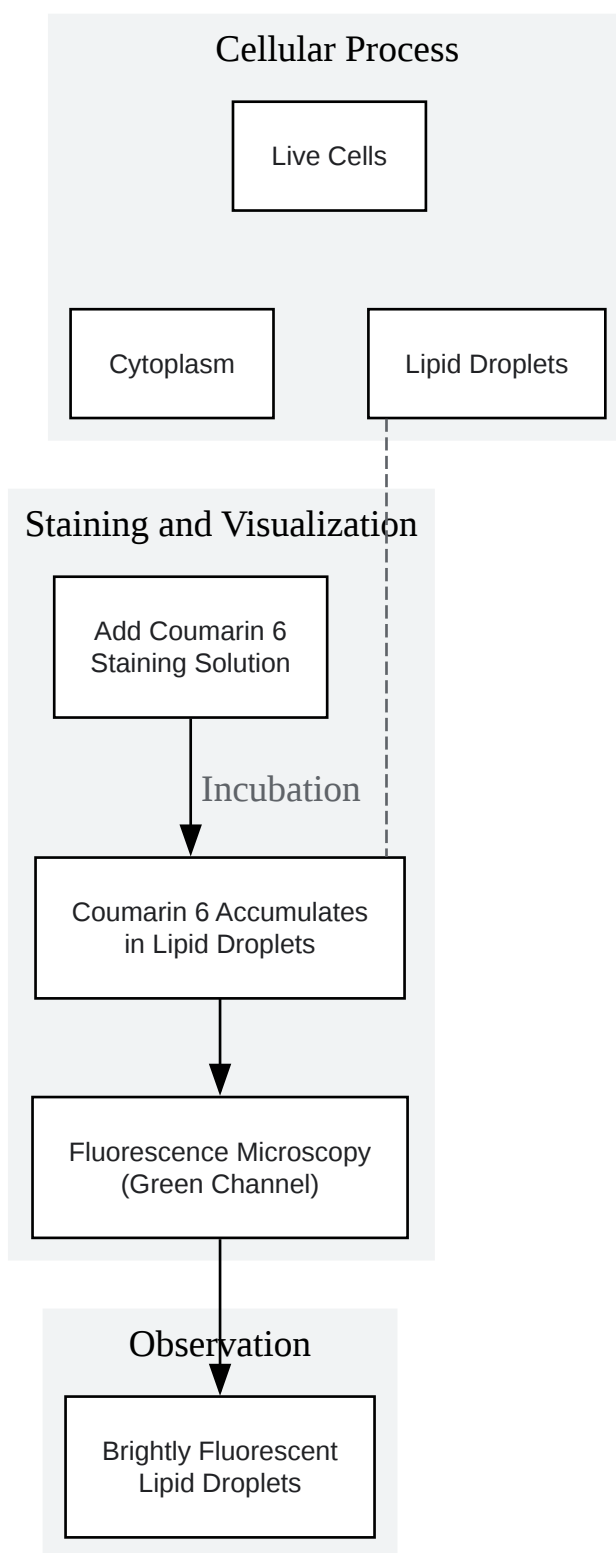 Cellular Process
Live Cells
Cytoplasm
Lipid Droplets
Staining and Visualization
Add Coumarin 6
Staining Solution
Incubation
Coumarin 6 Accumulates
in Lipid Droplets
Fluorescence Microscopy
(Green Channel)
Observation
Brightly Fluorescent
Lipid Droplets